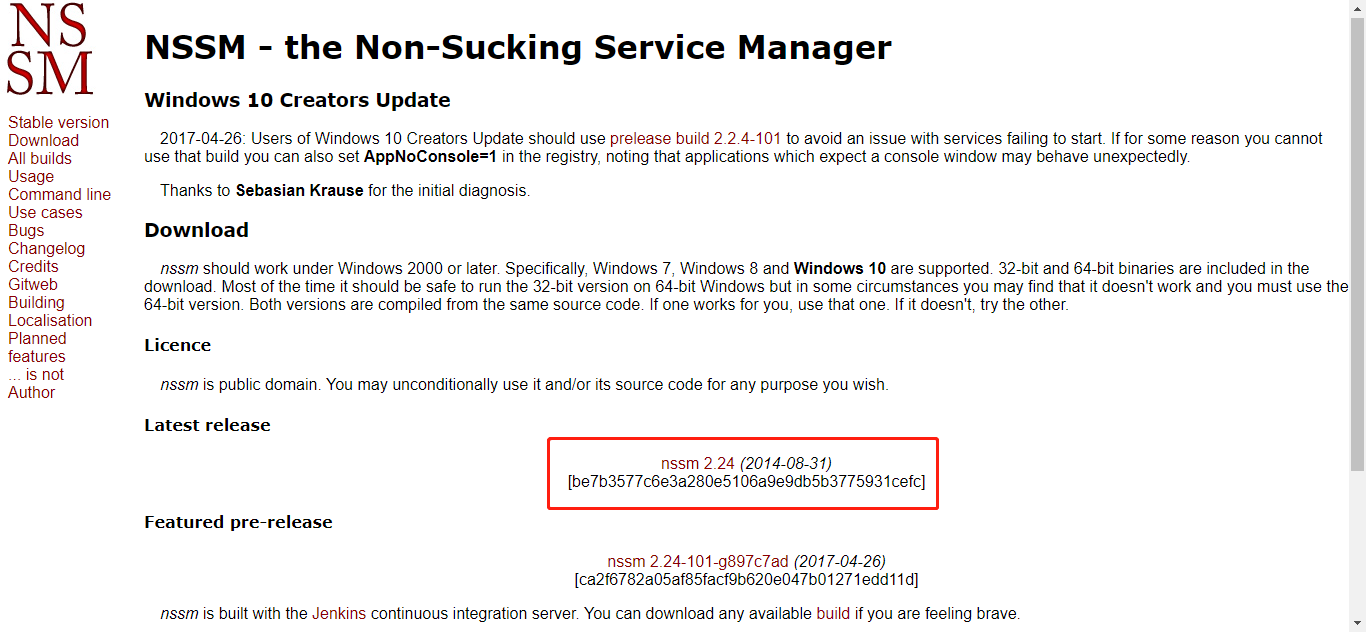 NS
SM
Stable version
Download
All builds
Usage
Command line
Use cases
Bugs
Changelog
Credits
Gitweb
Building
Localisation
Planned
features
... is not
Author
NSSM - the Non-Sucking Service Manager
Windows 10 Creators Update
2017-04-26: Users of Windows 10 Creators Update should use prelease build 2.2.4-101 to avoid an issue with services failing to start. If for some reason you cannot
use that build you can also set AppNoConsole=1 in the registry, noting that applications which expect a console window may behave unexpectedly.
Thanks to Sebasian Krause for the initial diagnosis.
Download
nssm should work under Windows 2000 or later. Specifically, Windows 7, Windows 8 and Windows 10 are supported. 32-bit and 64-bit binaries are included in the
download. Most of the time it should be safe to run the 32-bit version on 64-bit Windows but in some circumstances you may find that it doesn't work and you must use the
64-bit version. Both versions are compiled from the same source code. If one works for you, use that one. If it doesn't, try the other.
Licence
nssm is public domain. You may unconditionally use it and/or its source code for any purpose you wish.
Latest release
nssm 2.24 (2014-08-31)
[be7b3577c6e3a280e5106a9e9db5b3775931cefc]
Featured pre-release
nssm 2.24-101-g897c7ad (2017-04-26)
[ca2f6782a05af85facf9b620e047b01271edd11d]
nssm is built with the Jenkins continuous integration server. You can download any available build if you are feeling brave.